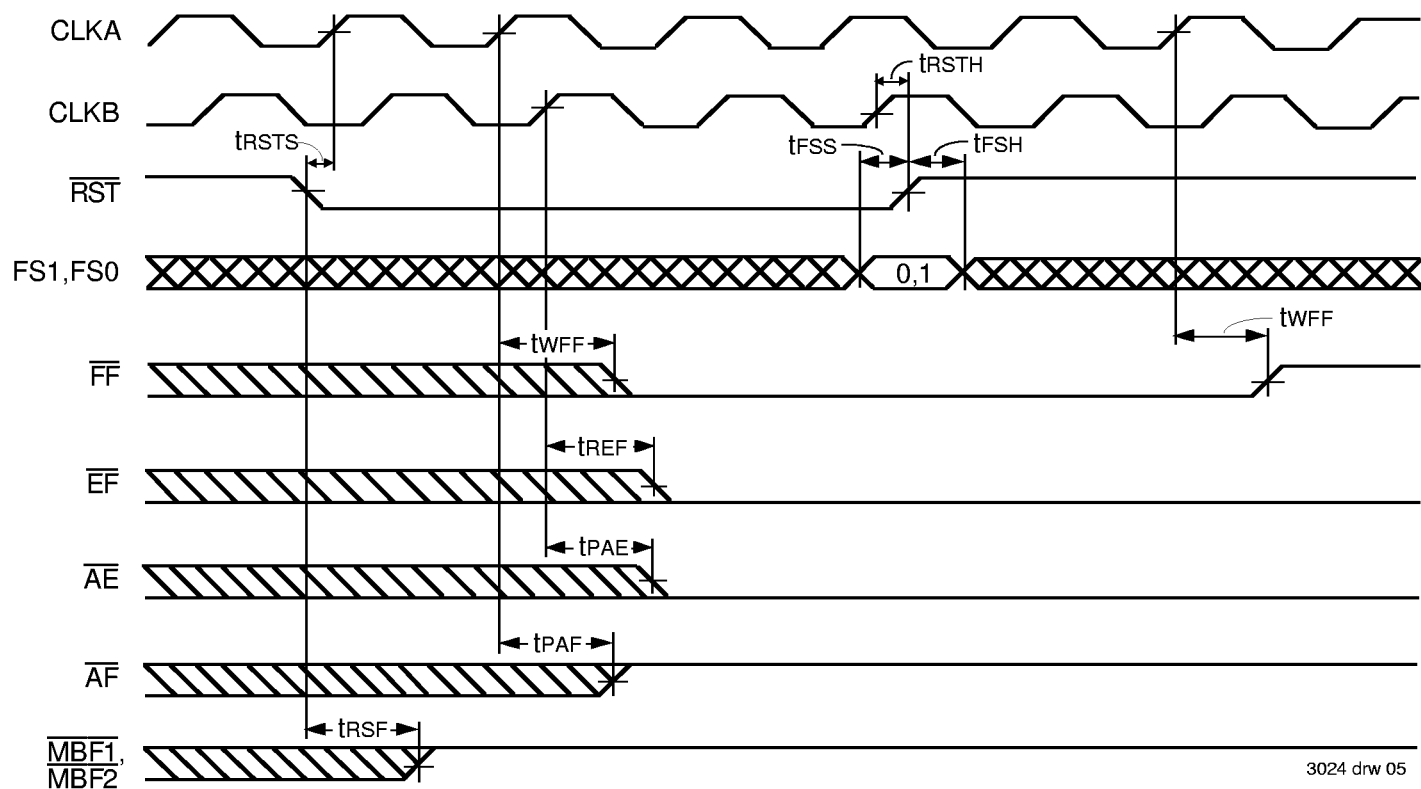 CLKA
tRSTH
CLKB
tRSTS
tFSS
tFSH
RST
FS1,FS0
0,1
tWFF
tWFF
FF
tREF
EF
tPAE
AE
tPAF
AF
tRSF
MBF1,
MBF2
3024 drw 05